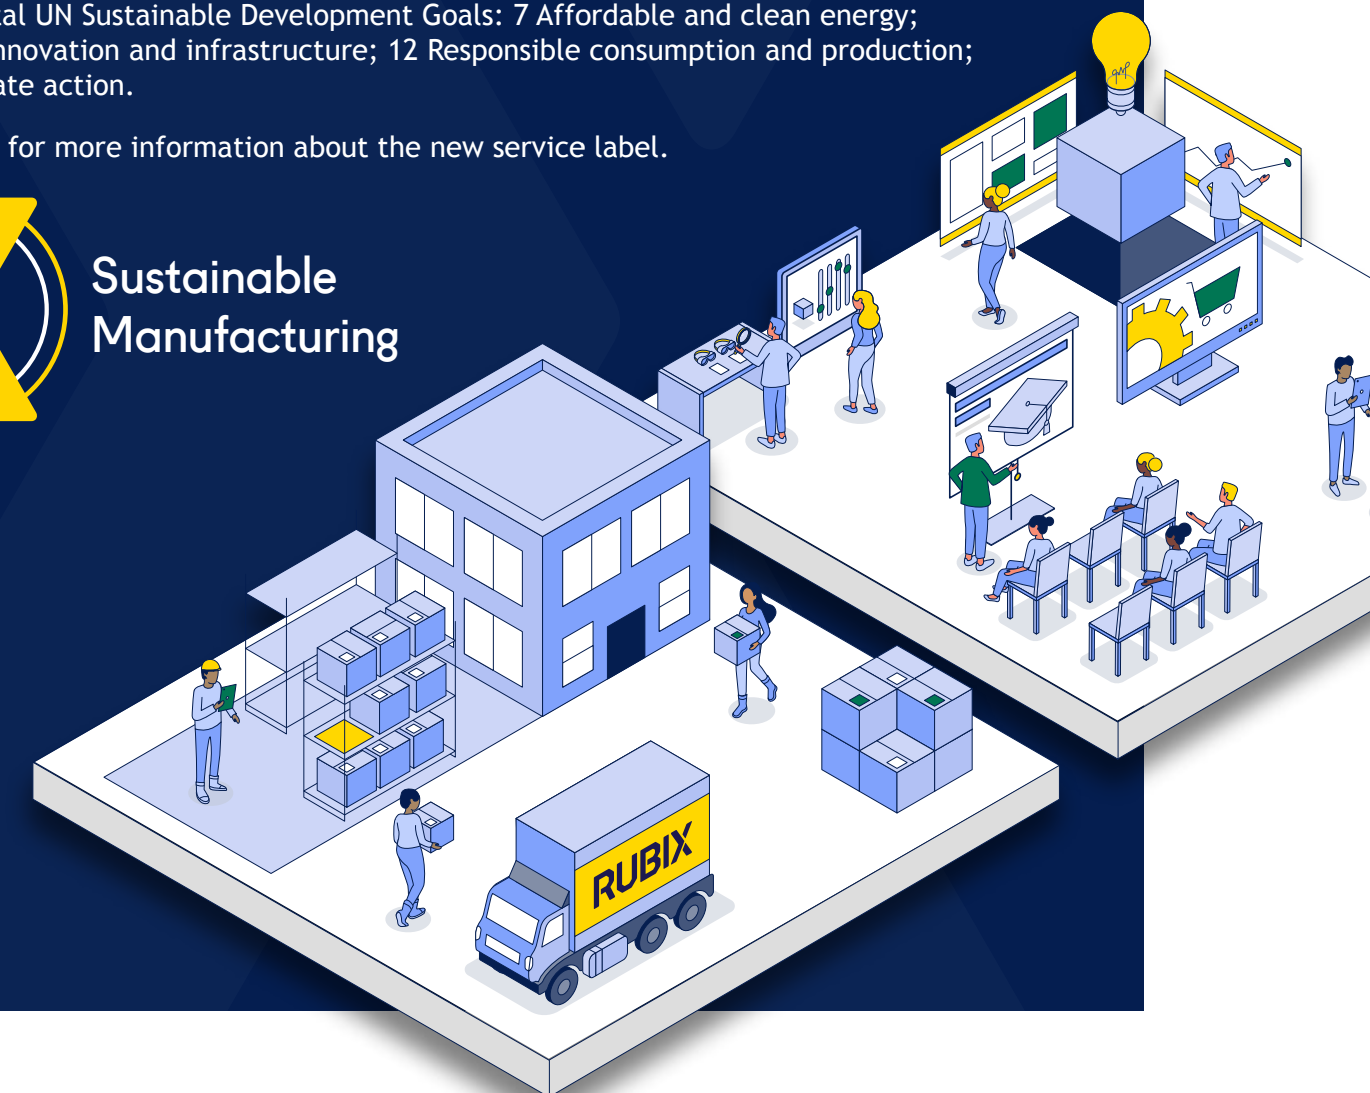 al UN Sustainable Development Goals: 7 Affordable and clean energy;
nnovation and infrastructure; 12 Responsible consumption and production;
ate action.
for more information about the new service label.
Sustainable
Manufacturing
RUBIX